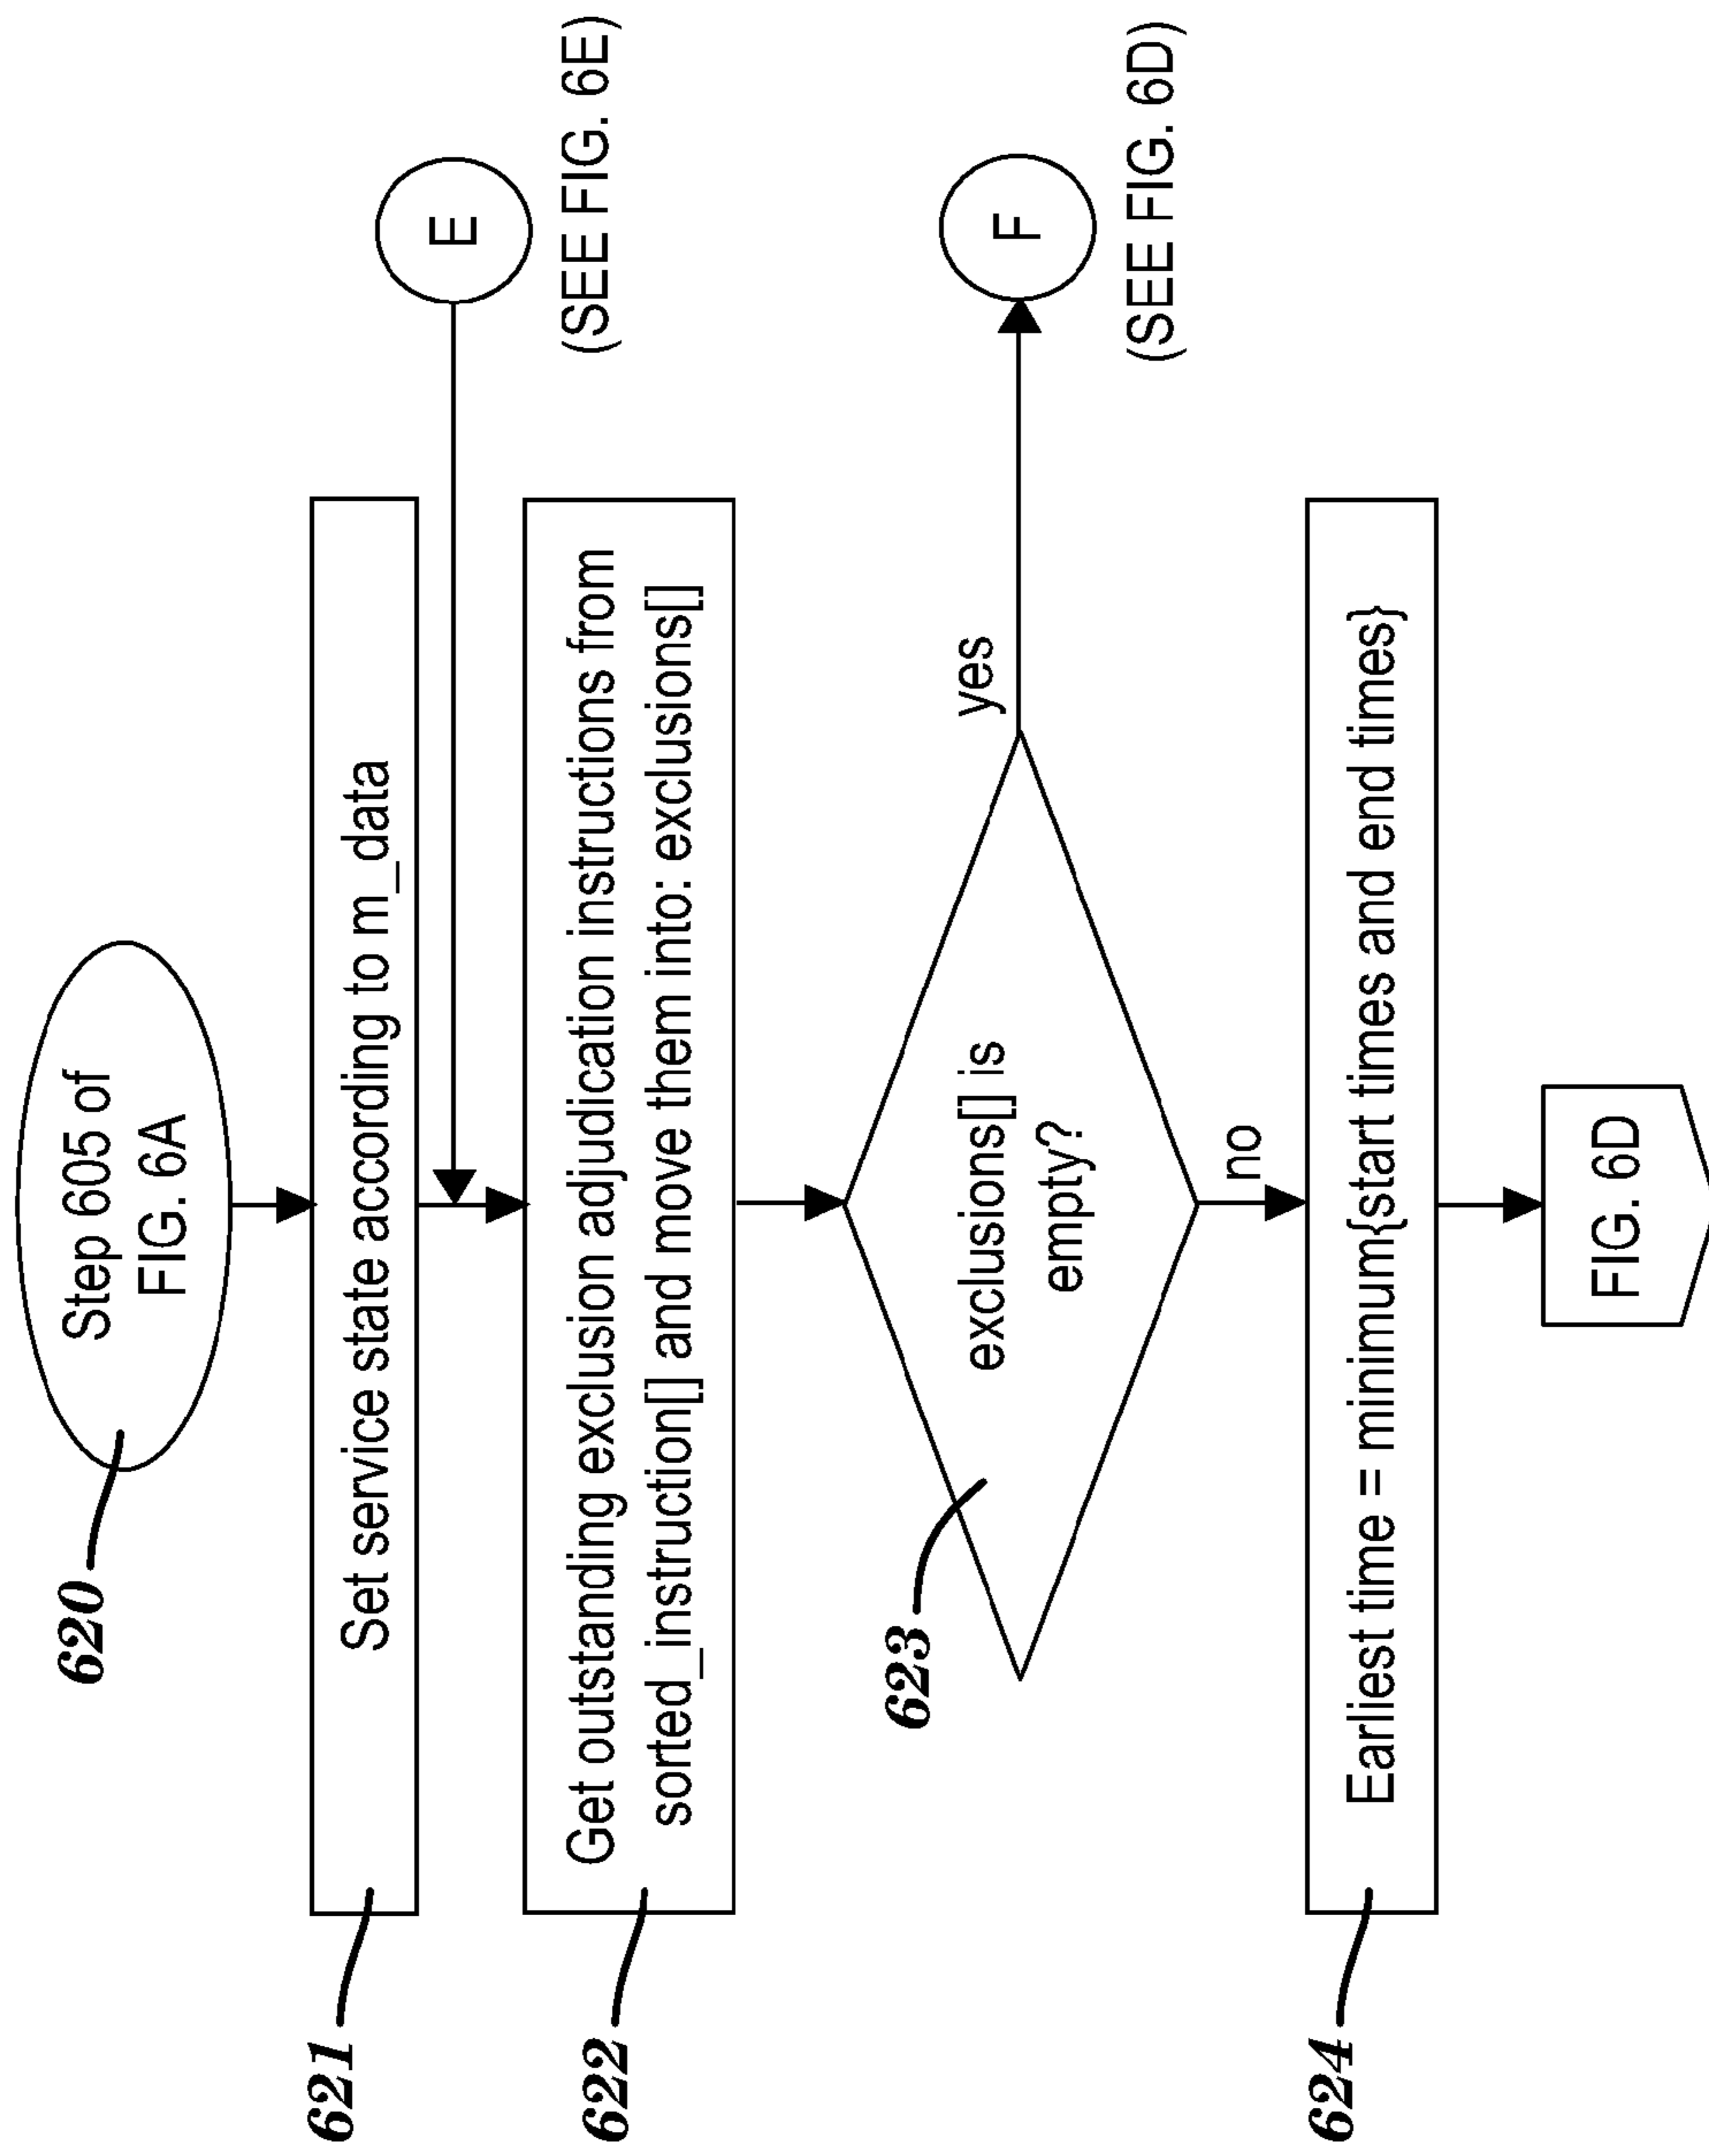 620
Step 605 of
FIG. 6A
621
Set service state according to m_data
E
(SEE FIG. 6E)
622
Get outstanding exclusion adjudication instructions from
sorted_instruction[] and move them into: exclusions[]
623
exclusions[] is
empty?
yes
F
(SEE FIG. 6D)
no
624
Earliest time = minimum{start times and end times}
FIG. 6D